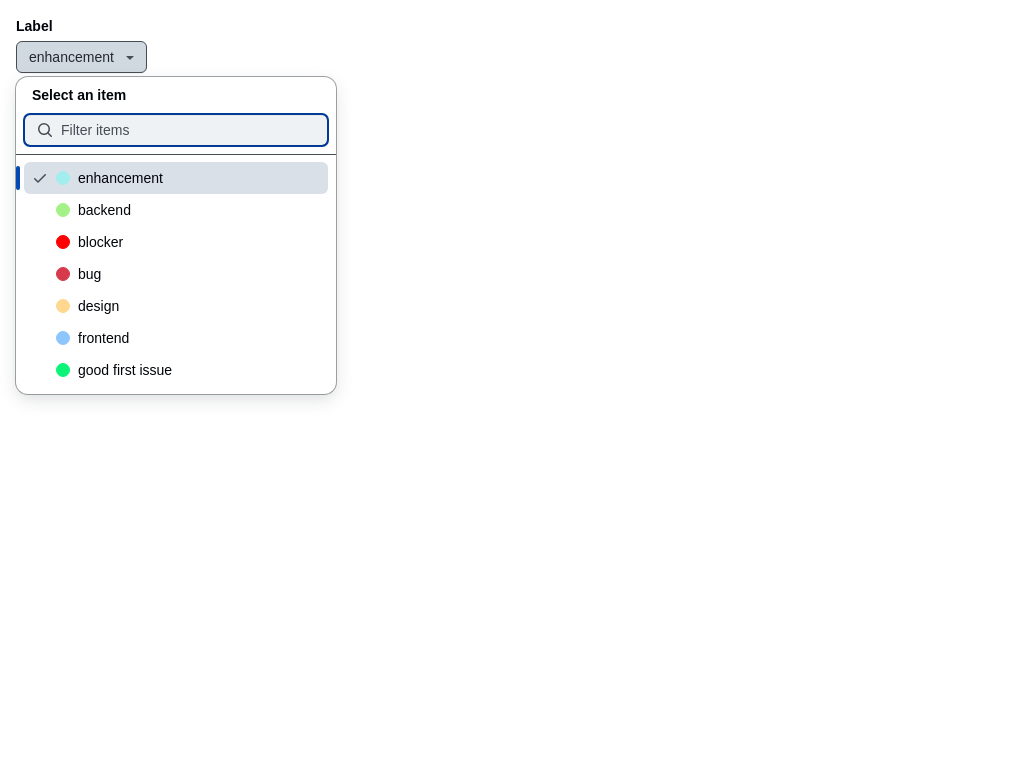 Label
enhancement
Select an item
Filter items
enhancement
backend
blocker
bug
design
frontend
good first issue